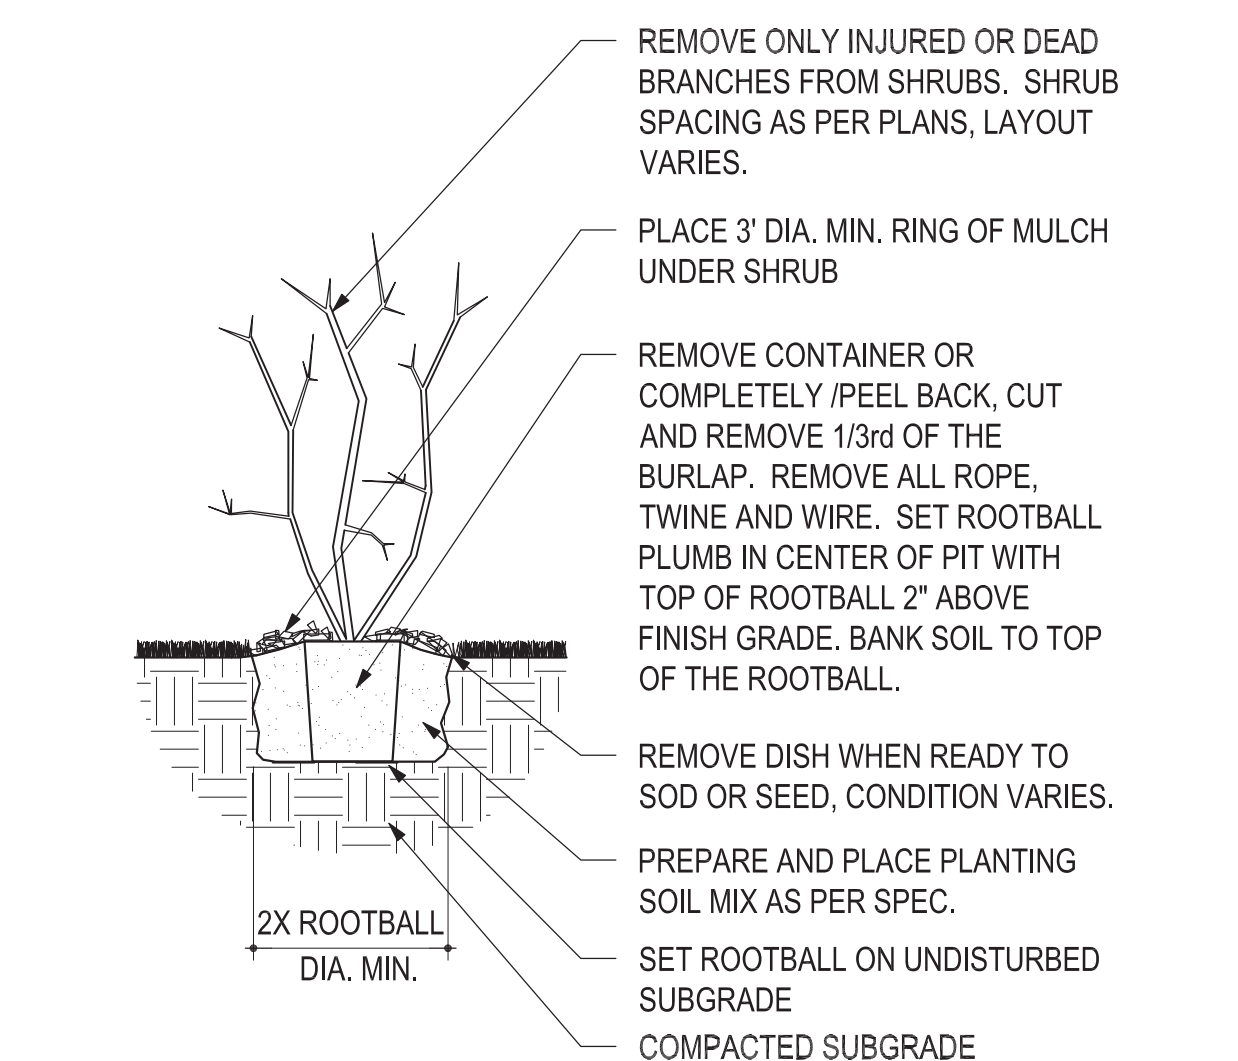 REMOVE ONLY INJURED OR DEAD
BRANCHES FROM SHRUBS. SHRUB
SPACING AS PER PLANS, LAYOUT
VARIES.
PLACE 3' DIA. MIN. RING OF MULCH
UNDER SHRUB
REMOVE CONTAINER OR
COMPLETELY /PEEL BACK, CUT
AND REMOVE 1/3rd OF THE
BURLAP. REMOVE ALL ROPE,
TWINE AND WIRE. SET ROOTBALL
PLUMB IN CENTER OF PIT WITH
TOP OF ROOTBALL 2" ABOVE
FINISH GRADE. BANK SOIL TO TOP
OF THE ROOTBALL.
REMOVE DISH WHEN READY TO
SOD OR SEED, CONDITION VARIES.
PREPARE AND PLACE PLANTING
SOIL MIX AS PER SPEC.
SET ROOTBALL ON UNDISTURBED
SUBGRADE
COMPACTED SUBGRADE
2X ROOTBALL
DIA. MIN.